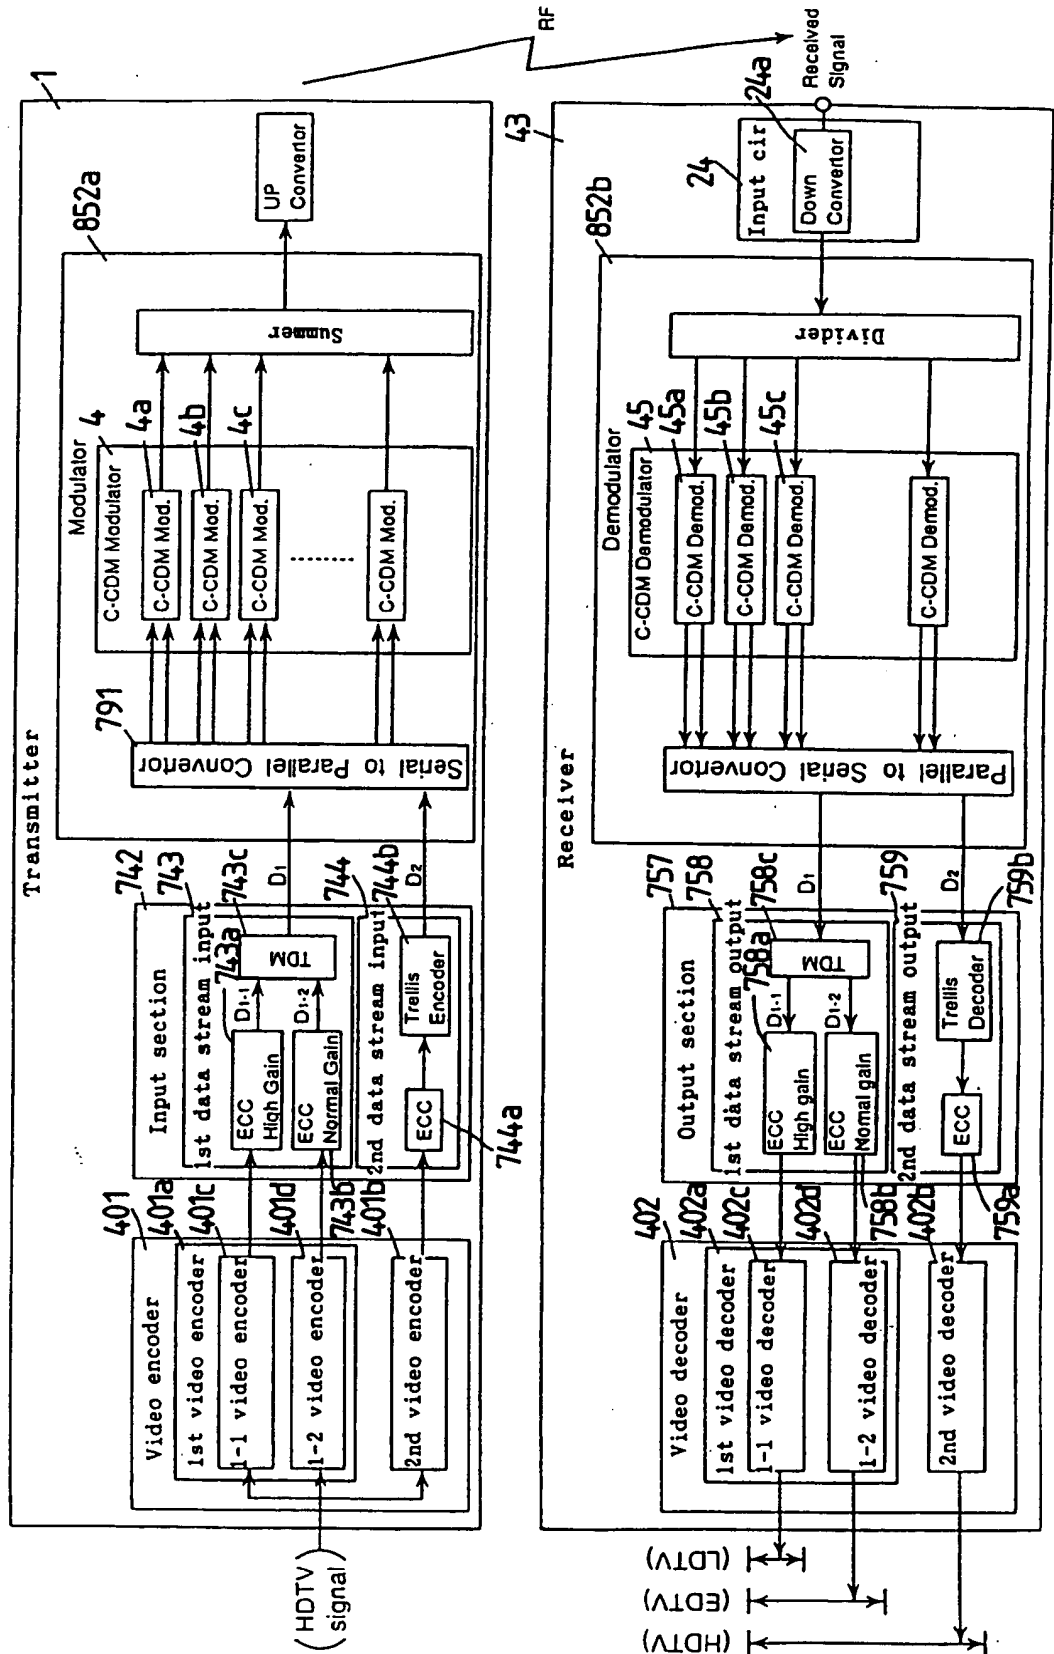 Transmitter
1
(HDTV signal)
Video encoder
401
1st video encoder
401a
1-1 video encoder
401c
1-2 video encoder
401d
2nd video encoder
401b
Input section
742
1st data stream input
743
ECC
High Gain
743a
D1-1
TDM
743c
ECC
Normal Gain
743b
D1-2
2nd data stream input
744
ECC
744a
Trellis
Encoder
744b
D1
D2
Serial to Parallel Convertor
791
Modulator
852a
C-CDM Modulator
4
C-CDM Mod.
4a
C-CDM Mod.
4b
C-CDM Mod.
4c
C-CDM Mod.
Summer
UP
Convertor
RF
Receiver
43
Received
Signal
Input cir
24
Down
Convertor
24a
Demodulator
852b
Divider
C-CDM Demodulator
45
C-CDM Demod.
45a
C-CDM Demod.
45b
C-CDM Demod.
45c
C-CDM Demod.
Parallel to Serial Convertor
D1
D2
Output section
757
1st data stream output
758
TDM
758c
D1-1
ECC
High gain
758a
D1-2
ECC
Nomal gain
758b
2nd data stream output
759
Trellis
Decoder
759b
ECC
759a
Video decoder
402
1st video decoder
402a
1-1 video decoder
402c
1-2 video decoder
402d
2nd video decoder
402b
(LDTV)
(EDTV)
(HDTV)